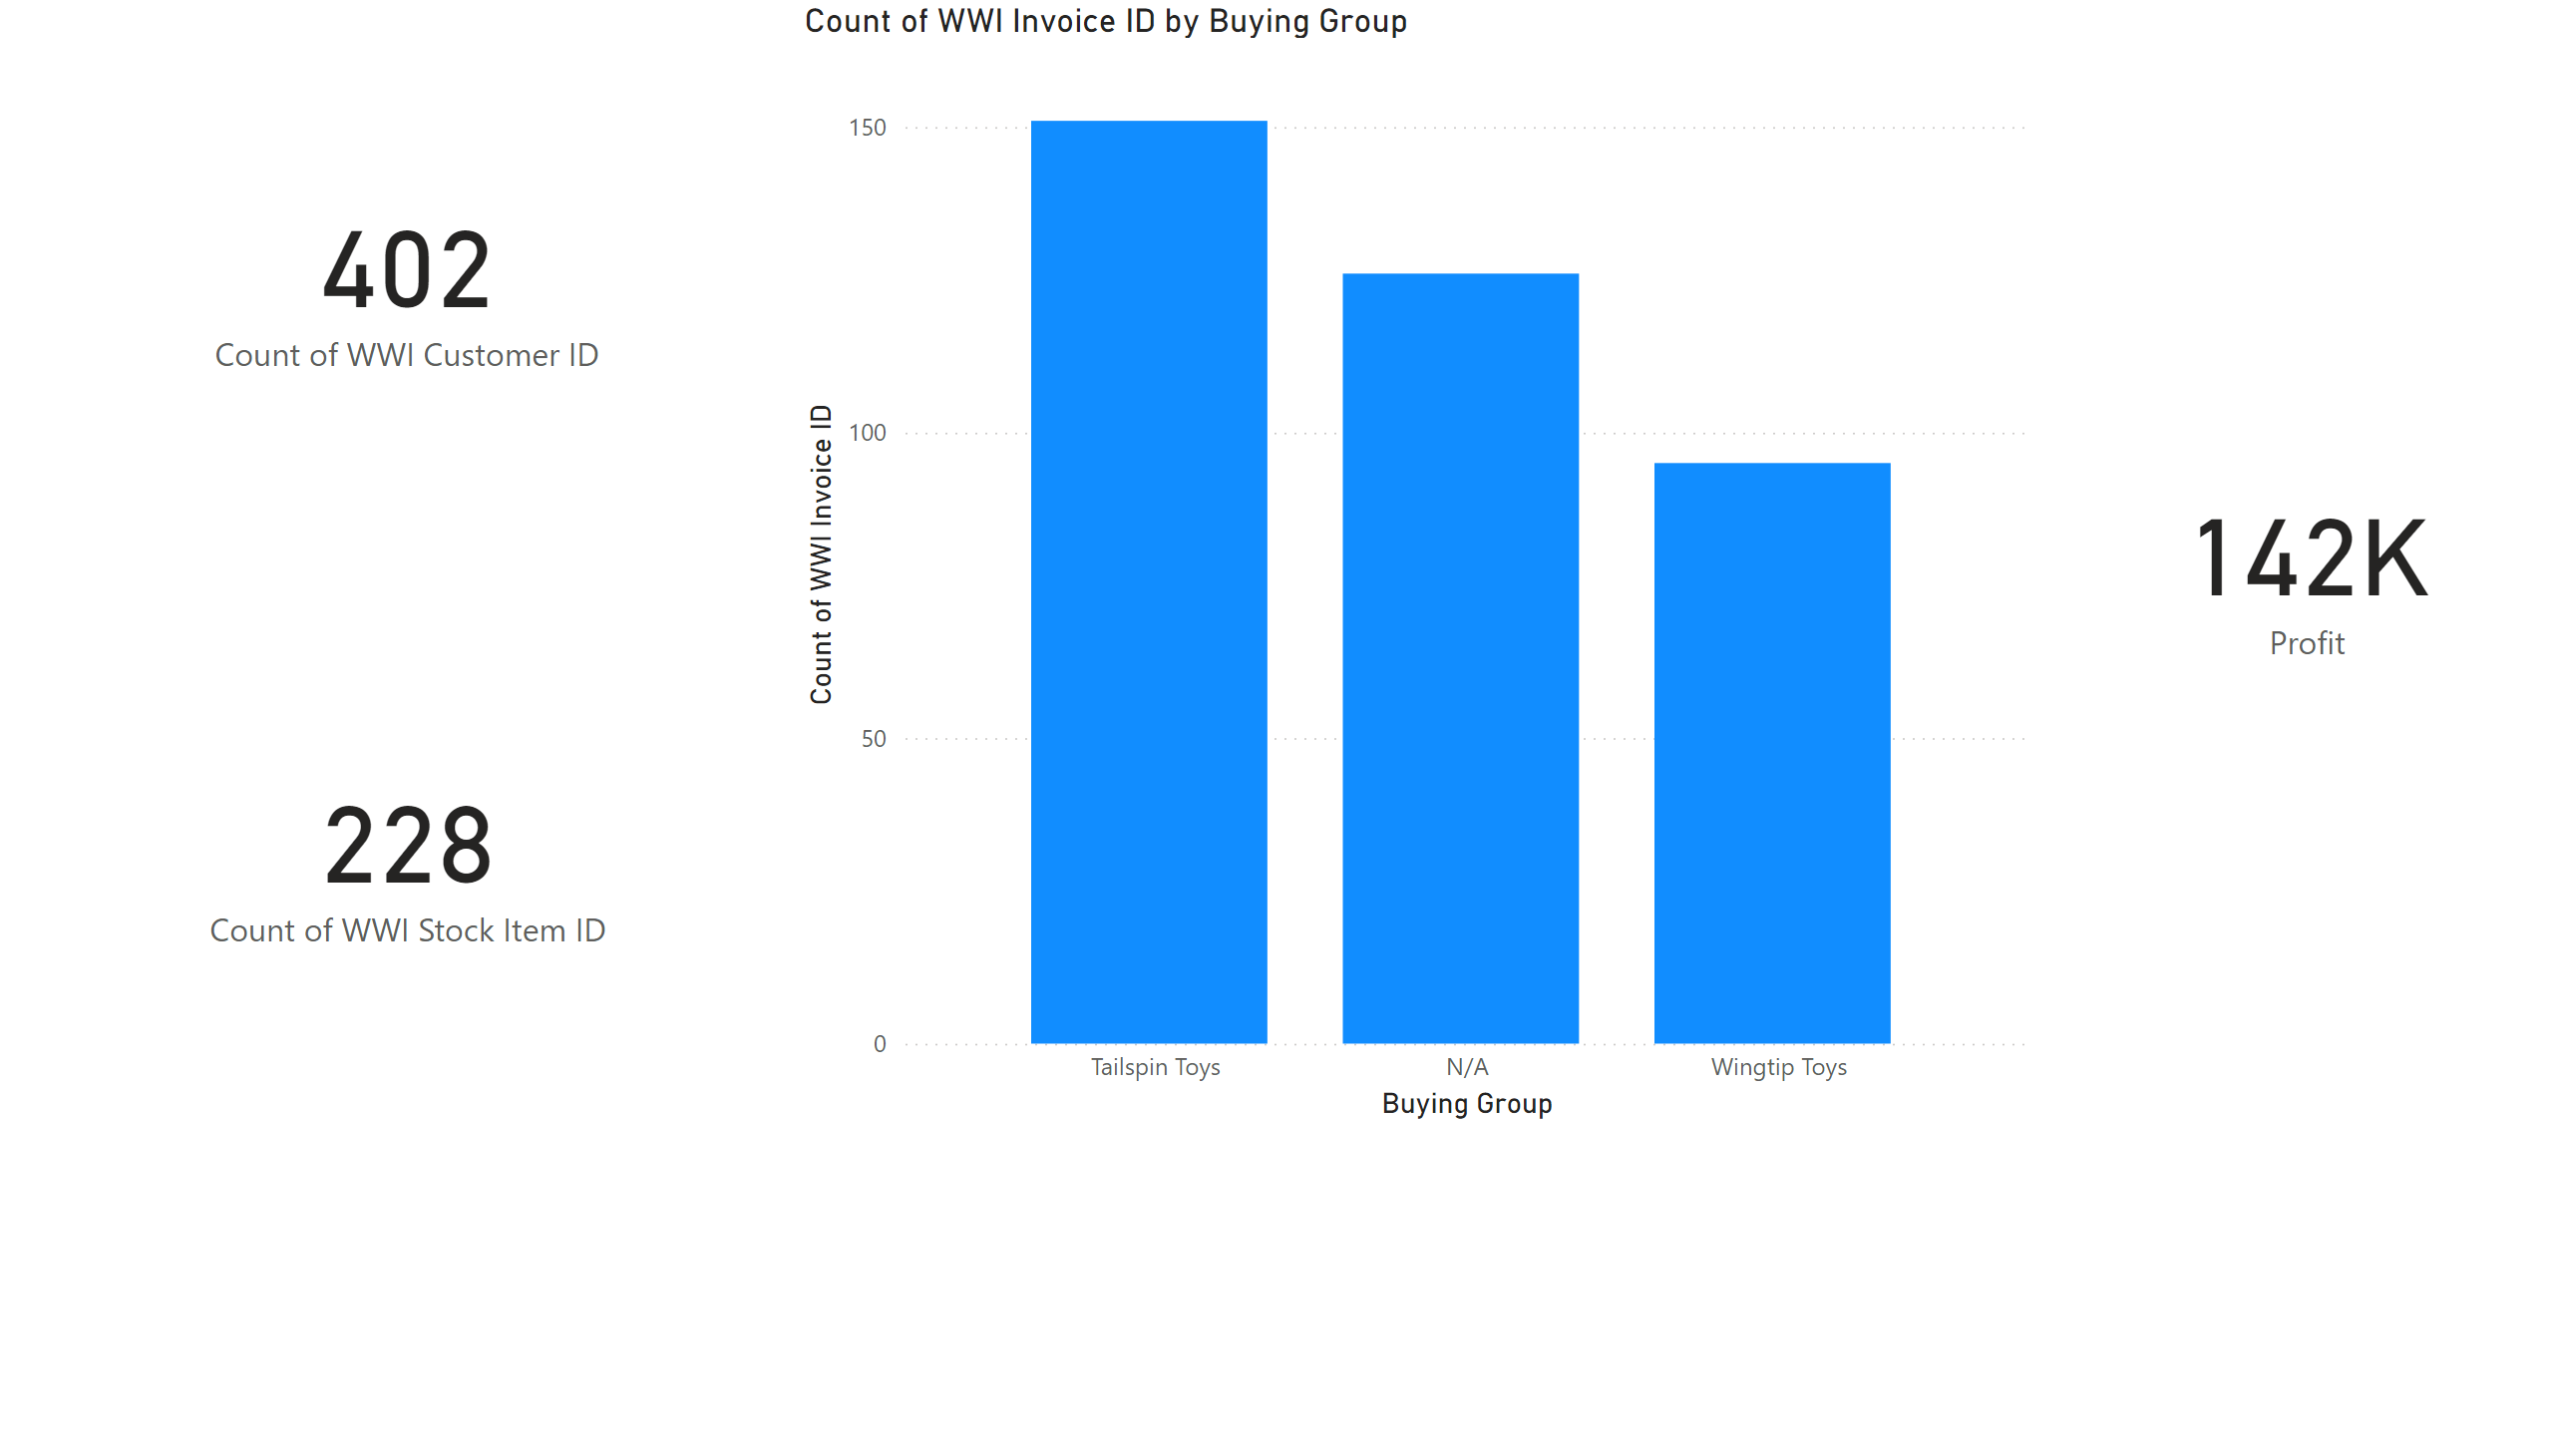 402
Count of WWI Customer ID
228
Count of WWI Stock Item ID
Count of WWI Invoice ID by Buying Group
Count of WWI Invoice ID
150
100
50
0
Tailspin Toys
N/A
Wingtip Toys
Buying Group
142K
Profit